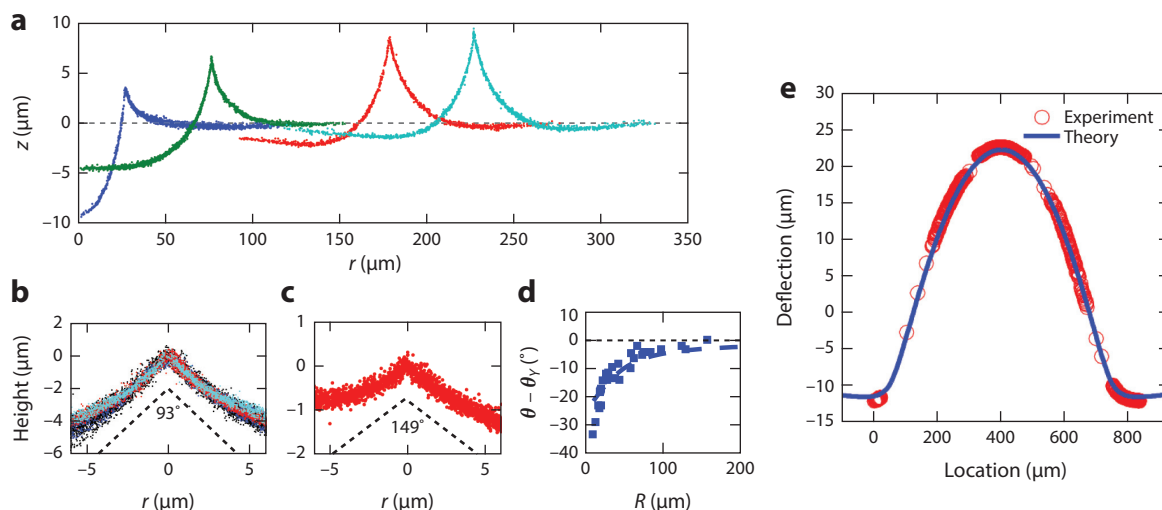 a
10
5
0
−5
−10
z (μm)
0 50 100 150 200 250 300 350
r (μm)
b
2
0
−2
−4
−6
Height (μm)
93°
−5 0 5
r (μm)
c
1
0
−1
−2
149°
−5 0 5
r (μm)
d
10
0
−10
−20
−30
−40
θ − θY (°)
0 100 200
R (μm)
e
30
25
20
15
10
5
0
−5
−10
−15
Deflection (μm)
Experiment
Theory
0 200 400 600 800
Location (μm)